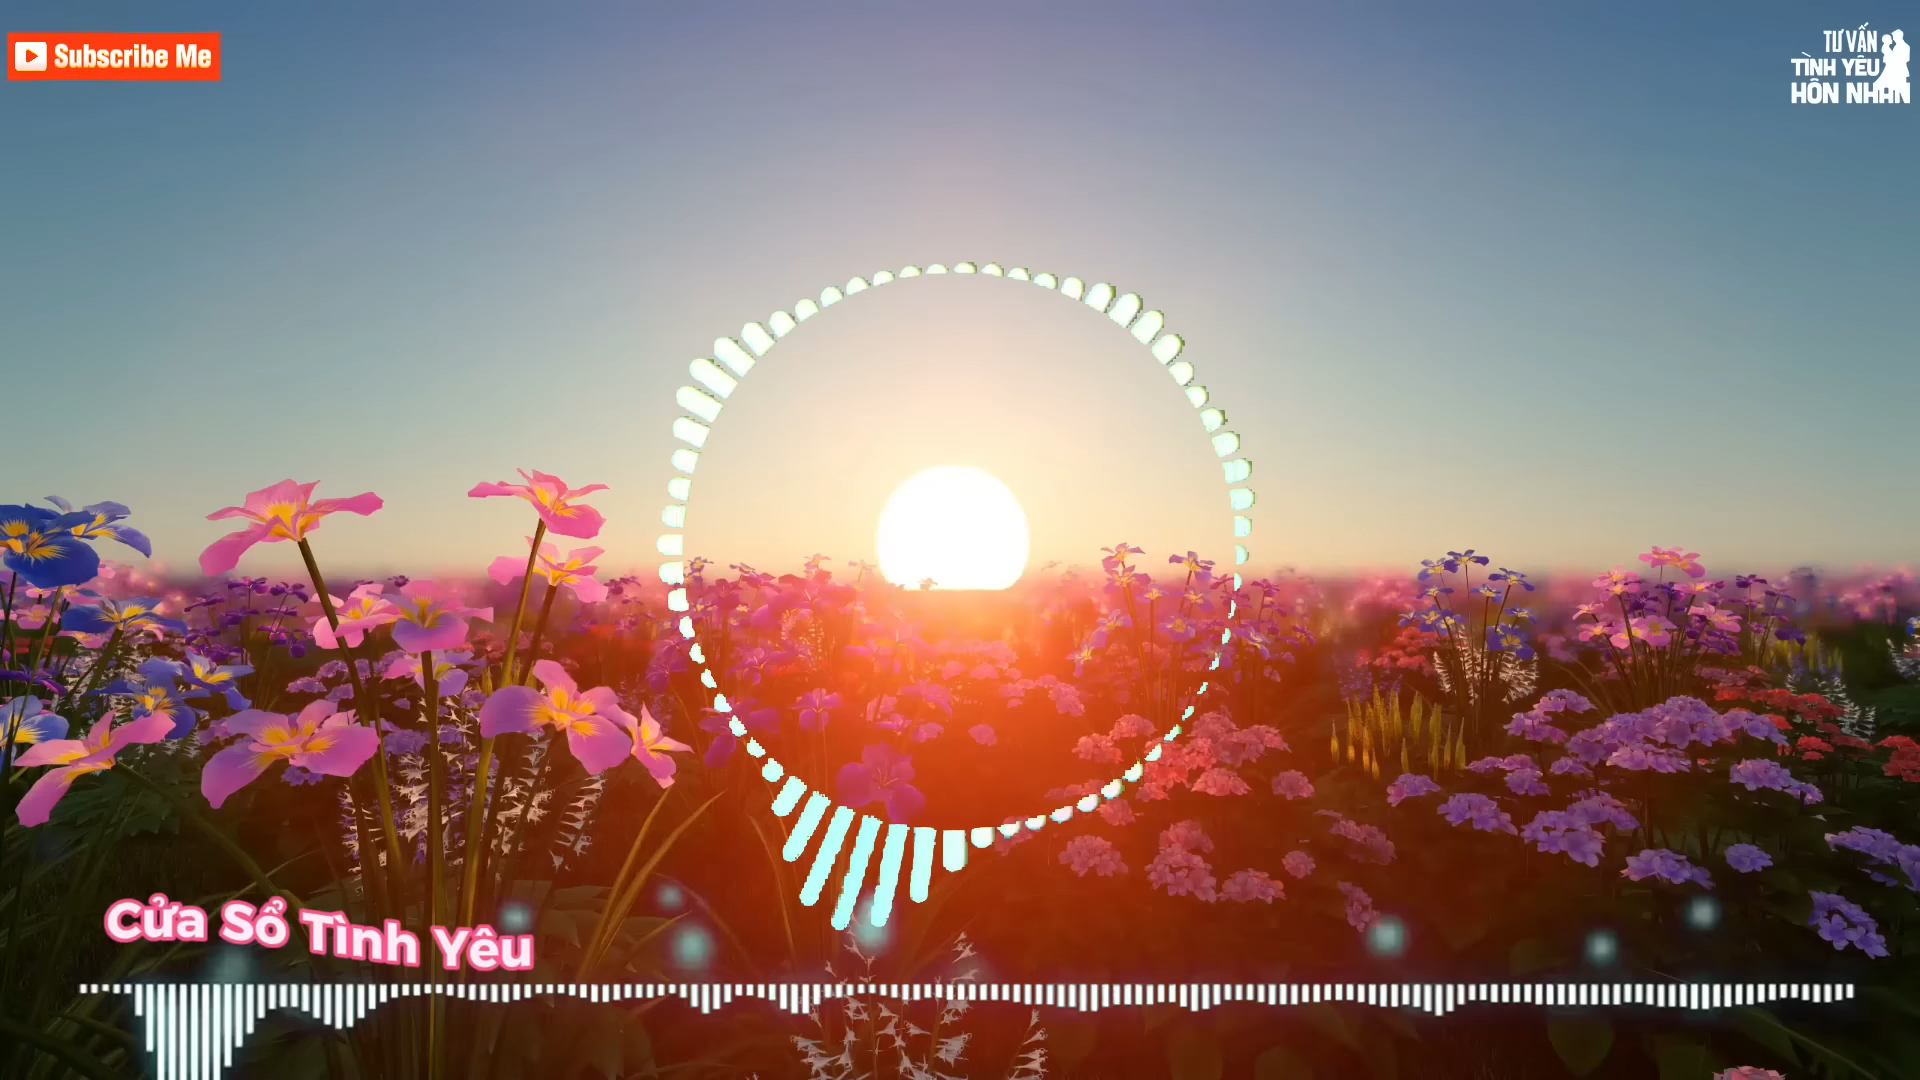 Subscribe Me
TƯ VẤN
TÌNH YÊU
HÔN NHÂN
Cửa Sổ Tình Yêu